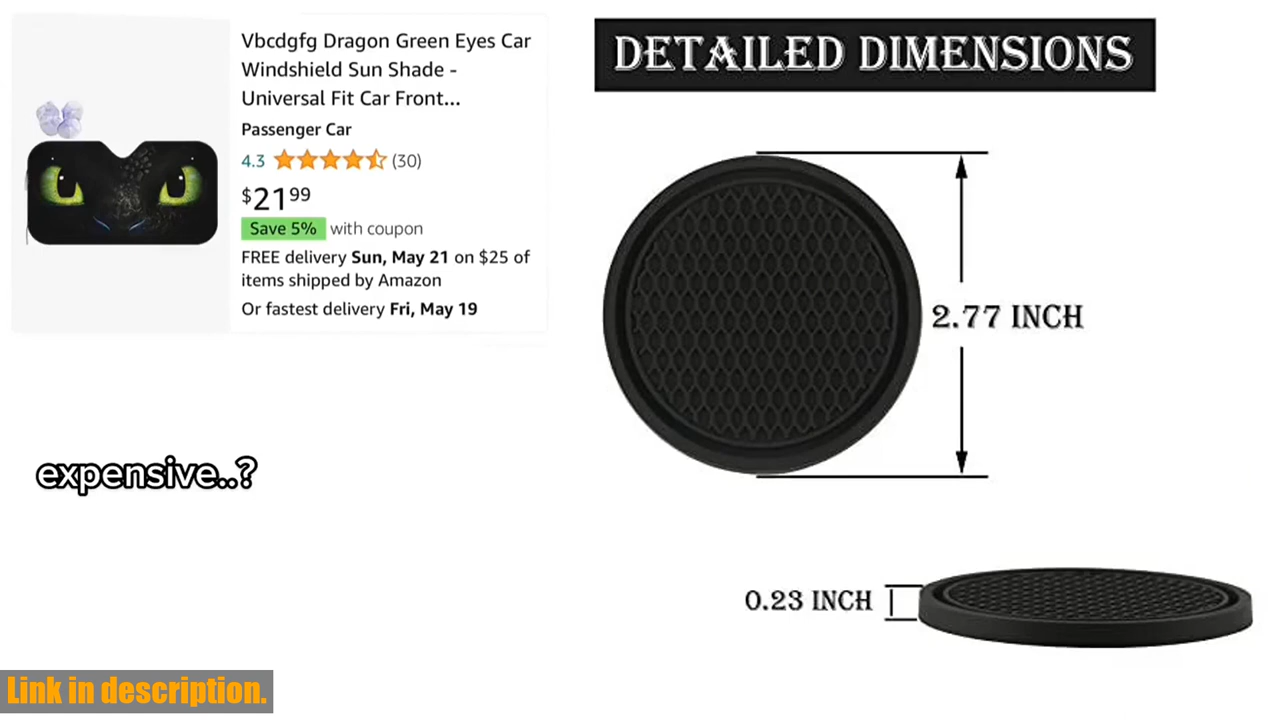 Vbcdgfg Dragon Green Eyes Car
Windshield Sun Shade -
Universal Fit Car Front...
Passenger Car
4.3 (30)
$21.99
Save 5% with coupon
FREE delivery Sun, May 21 on $25 of
items shipped by Amazon
Or fastest delivery Fri, May 19
expensive..?
Link in description.
DETAILED DIMENSIONS
2.77 INCH
0.23 INCH